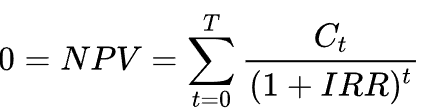 0 = NPV = \sum_{t=0}^{T} \frac{C_t}{(1 + IRR)^t}